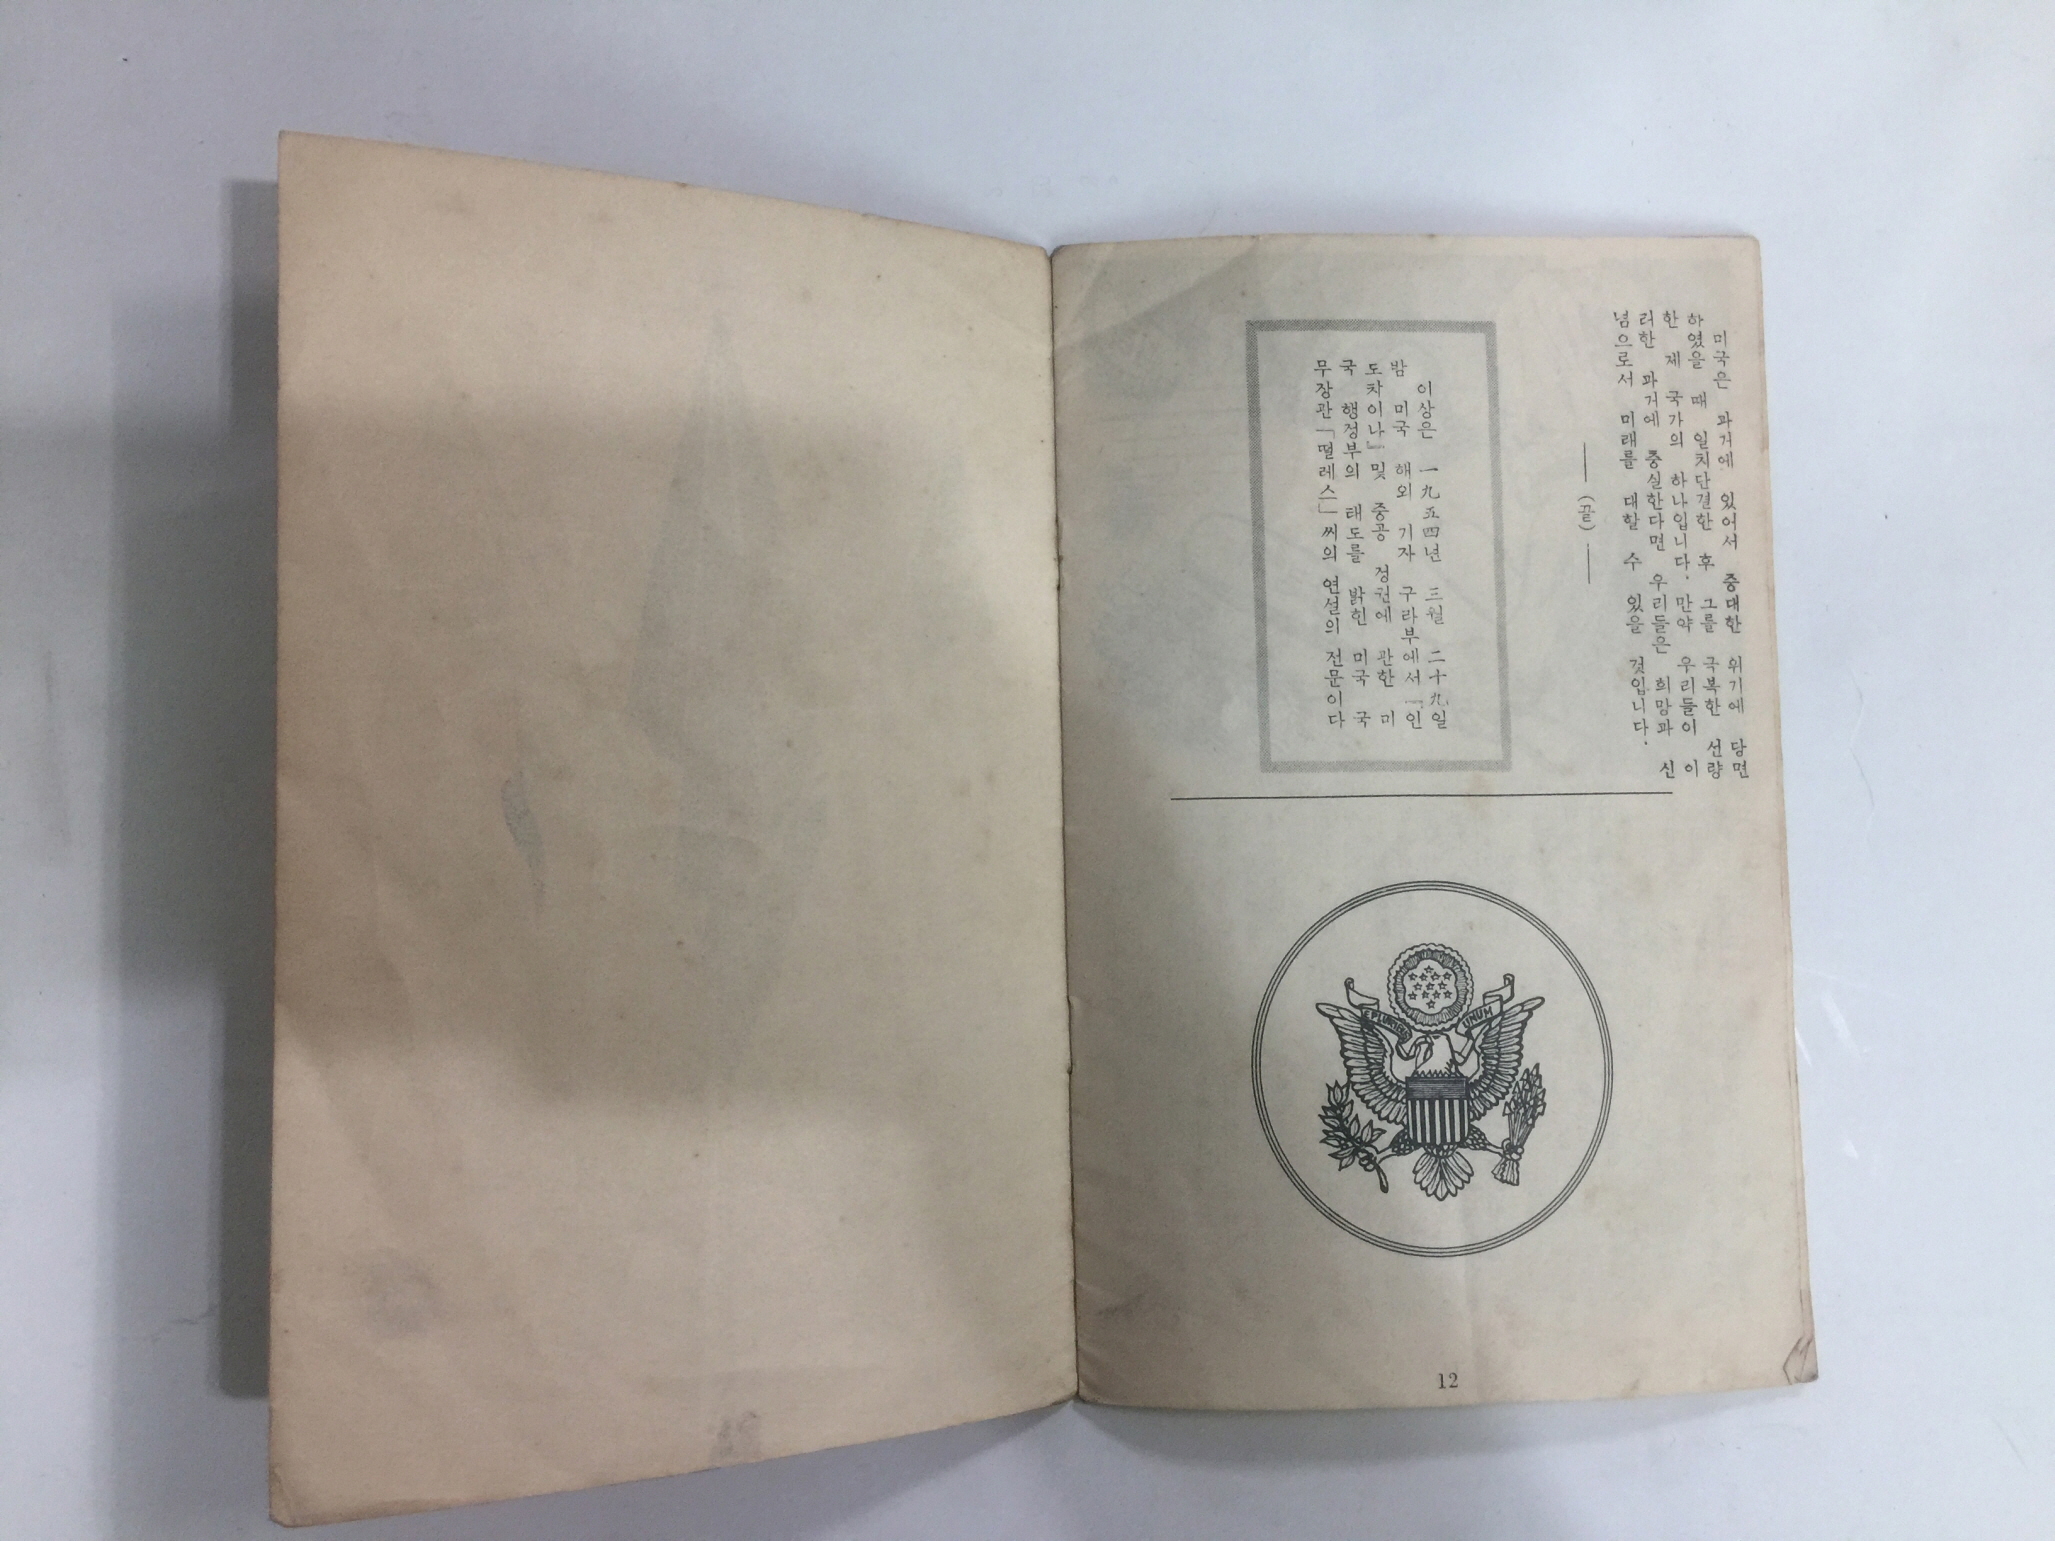 미국은 과거에 있어서 중대한 위기에 당면
하였을 때 일치단결한 후 그를 극복한 선량
한 제 국가의 하나입니다. 만약 우리들이 이
러한 과거에 충실한다면 우리들은 희망과 신
념으로서 미래를 대할 수 있을 것입니다.
―― (끝) ――
이상은 一九五四년 三월 二十九일
밤 미국 해외 기자 구라부에서 「인
도차이나」 및 중공 정권에 관한 미
국 행정부의 태도를 밝힌 미국 국
무장관 「떨레스」 씨의 연설의 전문이다
E PLURIBUS UNUM
12